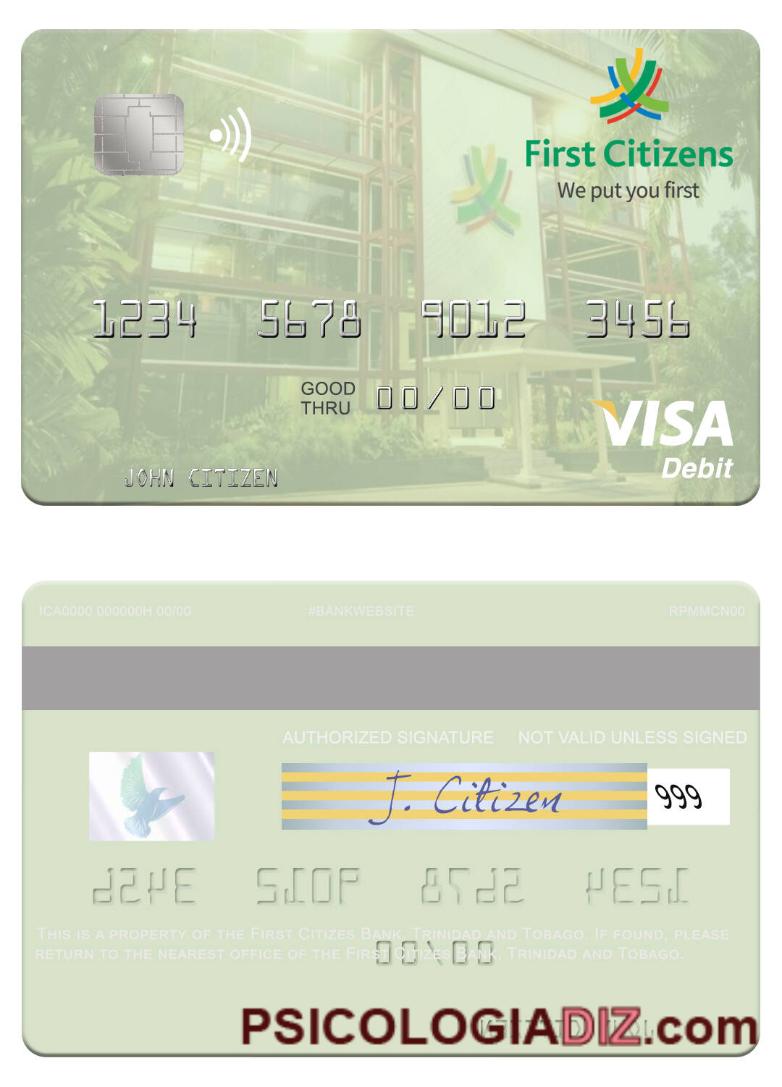 First Citizens
We put you first
1234 5678 9012 3456
GOOD THRU 00/00
VISA
Debit
JOHN CITIZEN
ICA0000 000000H 00/00 #BANKWEBSITE RPMMCN00
AUTHORIZED SIGNATURE NOT VALID UNLESS SIGNED
J. Citizen 999
THIS IS A PROPERTY OF THE FIRST CITIZES BANK, TRINIDAD AND TOBAGO. IF FOUND, PLEASE
RETURN TO THE NEAREST OFFICE OF THE FIRST CITIZES BANK, TRINIDAD AND TOBAGO.
PSICOLOGIADIZ.com